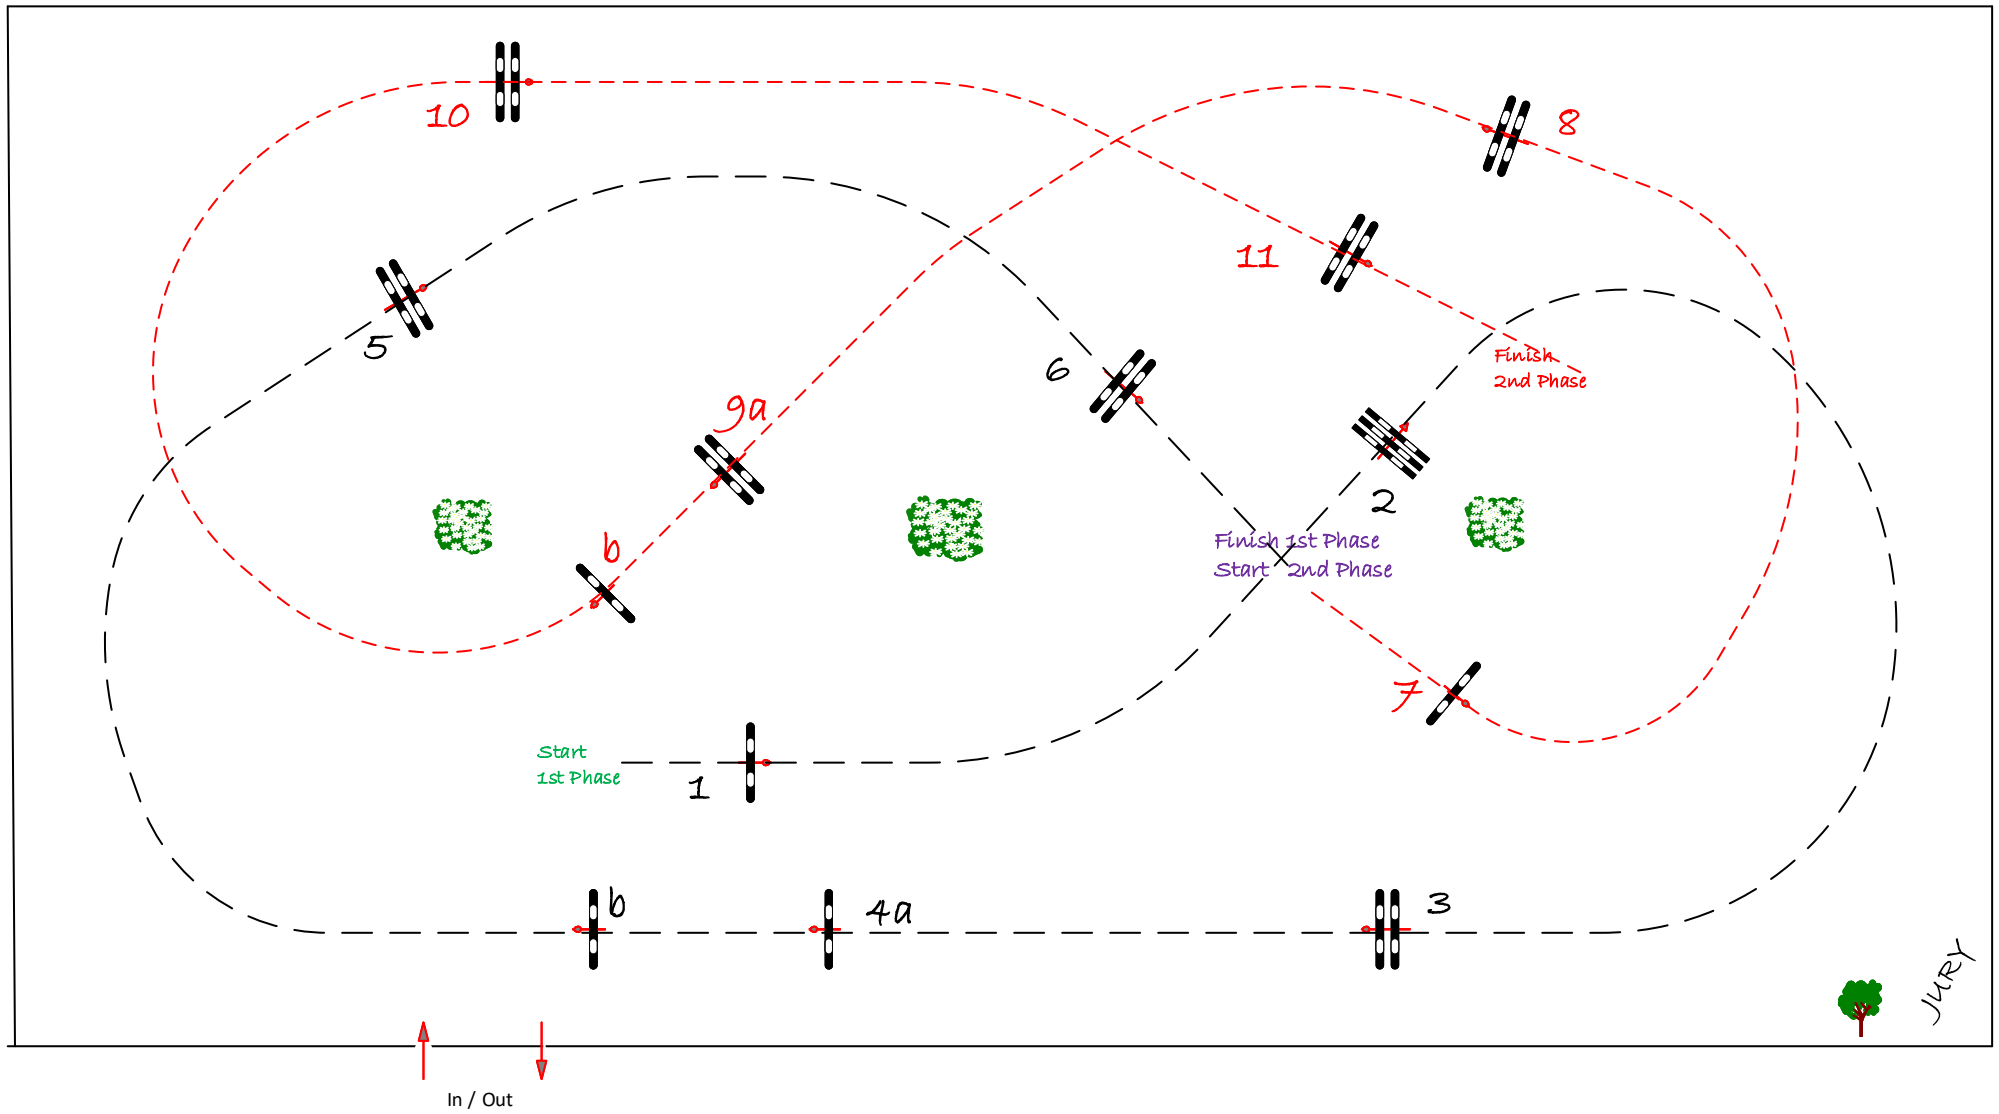 10
8
11
5
Finish
2nd Phase
6
9a
2
Finish 1st Phase
Start 2nd Phase
b
7
Start
1st Phase
1
b
4a
3
JURY
In / Out